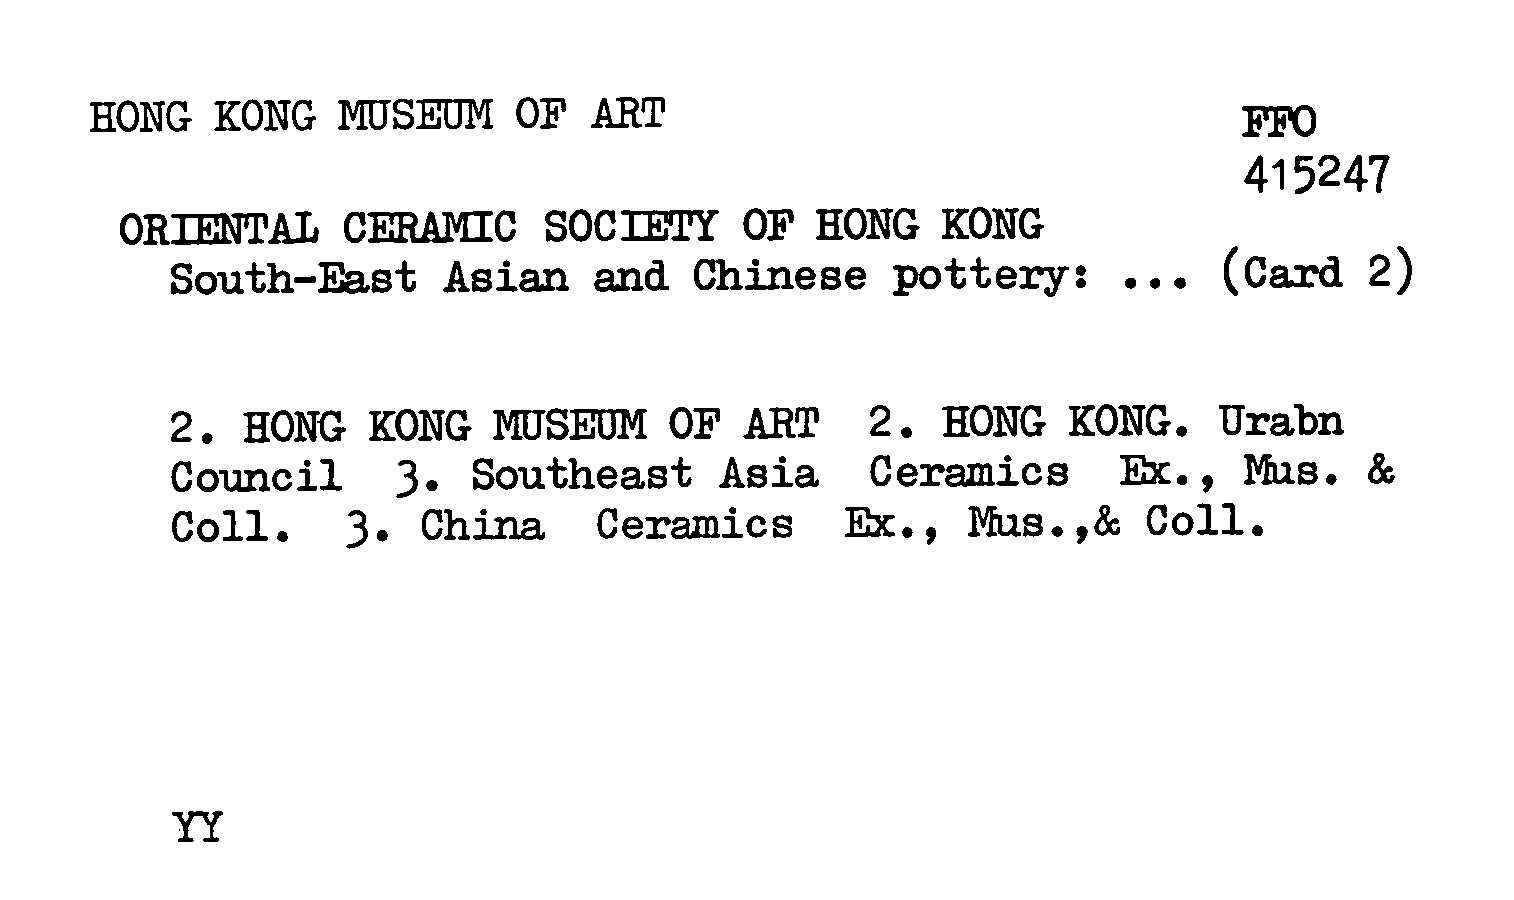 HONG KONG MUSEUM OF ART
FFO
415247
ORIENTAL CERAMIC SOCIETY OF HONG KONG
South-East Asian and Chinese pottery: ... (Card 2)
2. HONG KONG MUSEUM OF ART 2. HONG KONG. Urabn
Council 3. Southeast Asia Ceramics Ex., Mus. &
Coll. 3. China Ceramics Ex., Mus.,& Coll.
YY